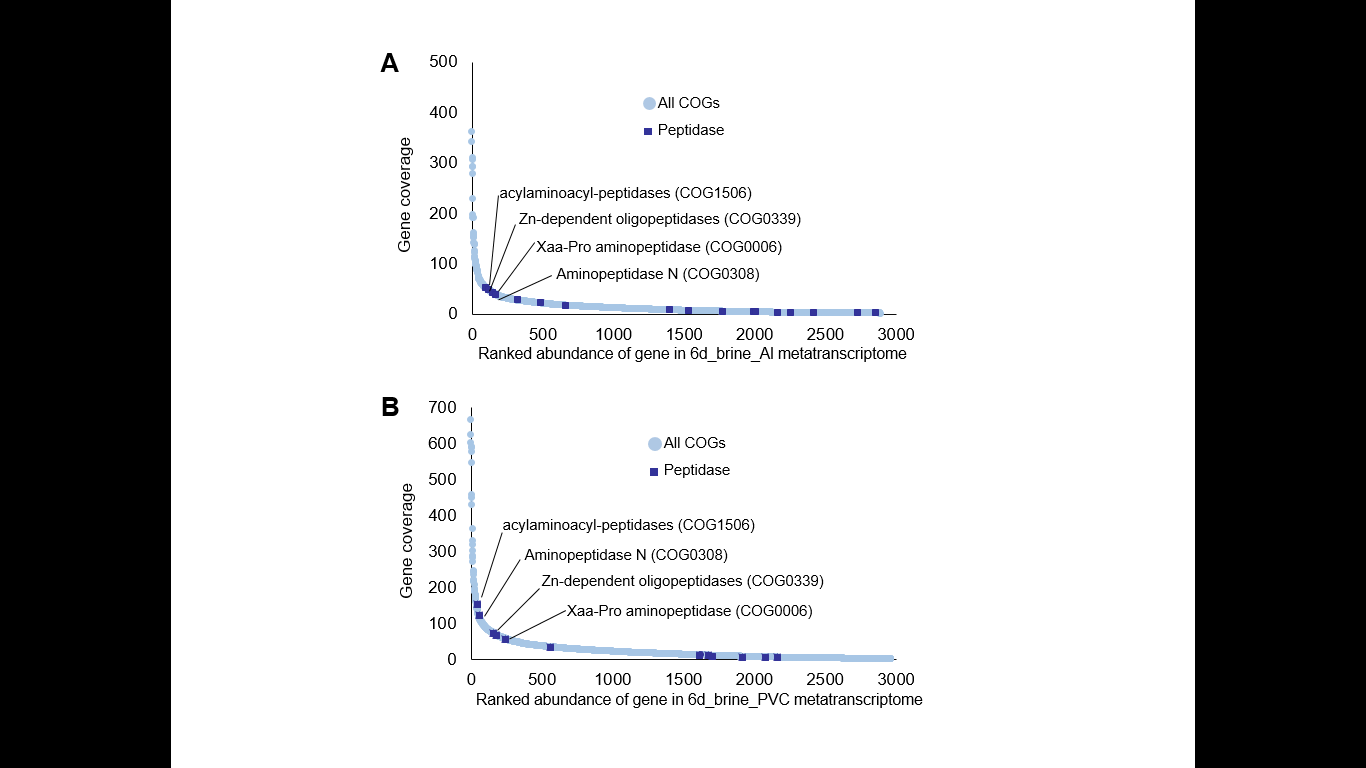 A
500
400
300
200
100
0
Gene coverage
All COGs
Peptidase
acylaminoacyl-peptidases (COG1506)
Zn-dependent oligopeptidases (COG0339)
Xaa-Pro aminopeptidase (COG0006)
Aminopeptidase N (COG0308)
0 500 1000 1500 2000 2500 3000
Ranked abundance of gene in 6d_brine_Al metatranscriptome
B
700
600
500
400
300
200
100
0
Gene coverage
All COGs
Peptidase
acylaminoacyl-peptidases (COG1506)
Aminopeptidase N (COG0308)
Zn-dependent oligopeptidases (COG0339)
Xaa-Pro aminopeptidase (COG0006)
0 500 1000 1500 2000 2500 3000
Ranked abundance of gene in 6d_brine_PVC metatranscriptome